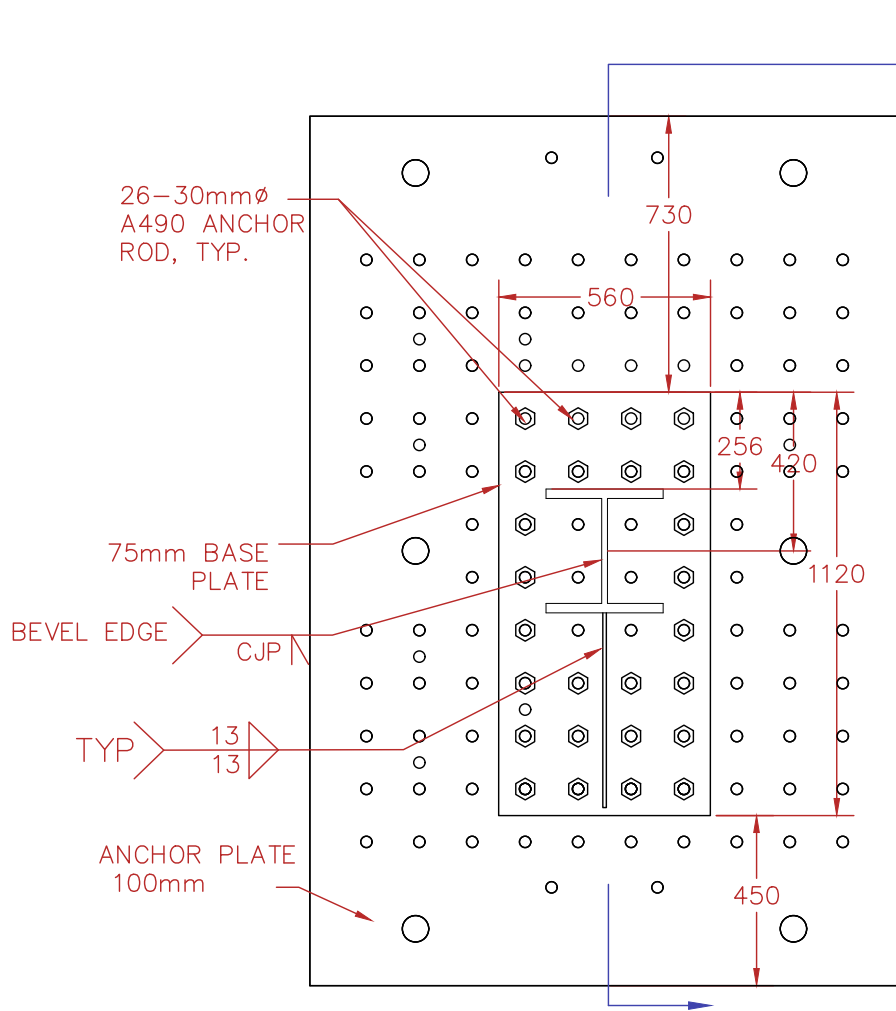 26-30mmø
A490 ANCHOR
ROD, TYP.
730
560
256
420
75mm BASE
PLATE
1120
BEVEL EDGE
CJP
TYP
13
13
ANCHOR PLATE
100mm
450